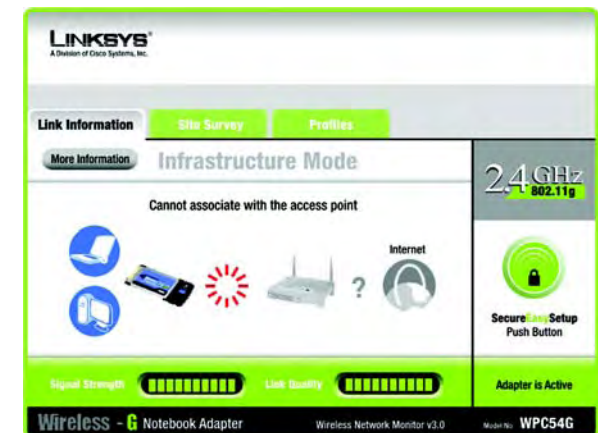 LINKSYS®
A Division of Cisco Systems, Inc.
Link Information
Site Survey
Profiles
More Information
Infrastructure Mode
2.4 GHz
802.11g
Cannot associate with the access point
Internet
?
SecureEasySetup
Push Button
Signal Strength
Link Quality
Adapter is Active
Wireless - G Notebook Adapter
Wireless Network Monitor v3.0
Model No. WPC54G